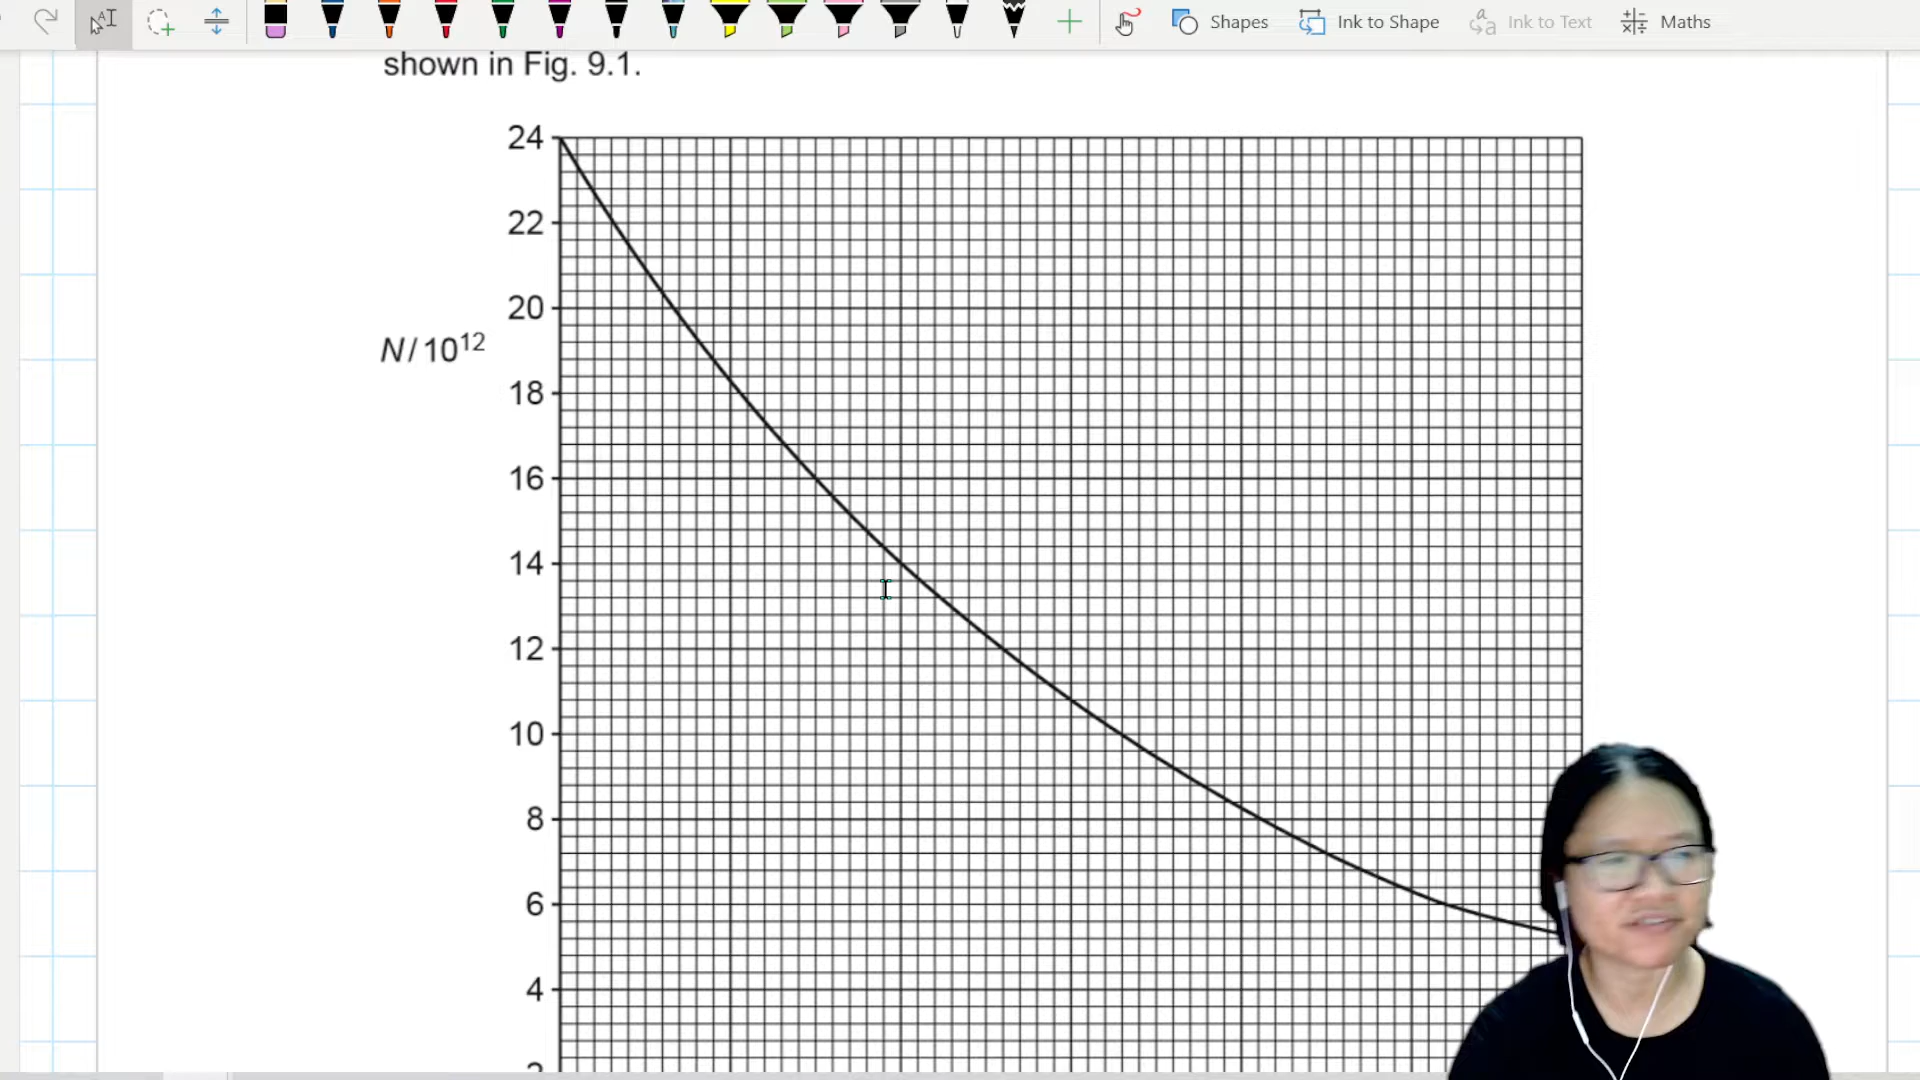 Shapes
Ink to Shape
Ink to Text
Maths
shown in Fig. 9.1.
24
22
20
N/10¹²
18
16
14
12
10
8
6
4